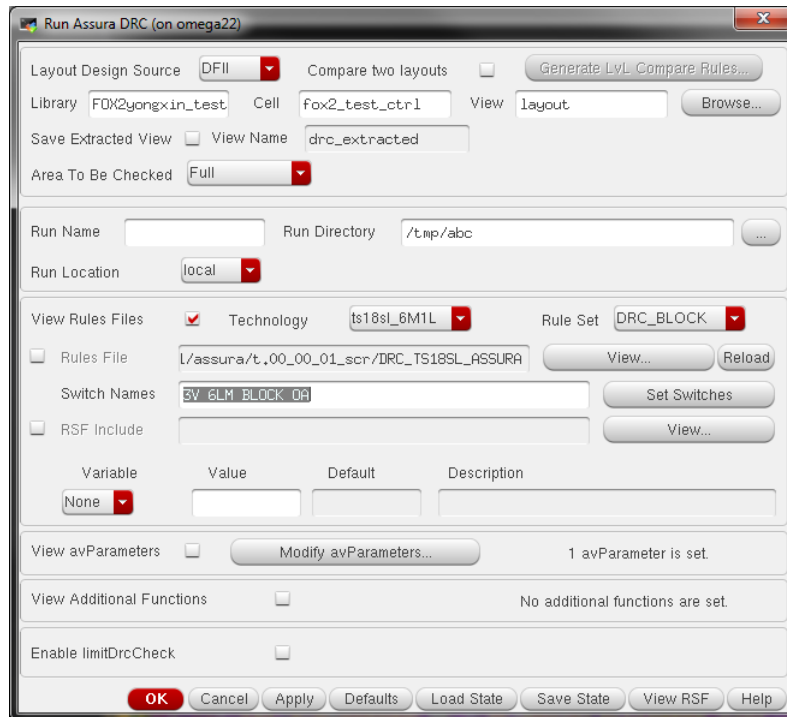 Run Assura DRC (on omega22)
Layout Design Source DFII Compare two layouts Generate LvL Compare Rules...
Library FOX2yongxin_test Cell fox2_test_ctrl View layout Browse...
Save Extracted View View Name drc_extracted
Area To Be Checked Full
Run Name Run Directory /tmp/abc ...
Run Location local
View Rules Files Technology ts18sl_6M1L Rule Set DRC_BLOCK
Rules File l/assura/t.00_00_01_scr/DRC_TS18SL_ASSURA View... Reload
Switch Names 3V 6LM BLOCK OA Set Switches
RSF Include View...
Variable Value Default Description
None
View avParameters Modify avParameters... 1 avParameter is set.
View Additional Functions No additional functions are set.
Enable limitDrcCheck
OK Cancel Apply Defaults Load State Save State View RSF Help